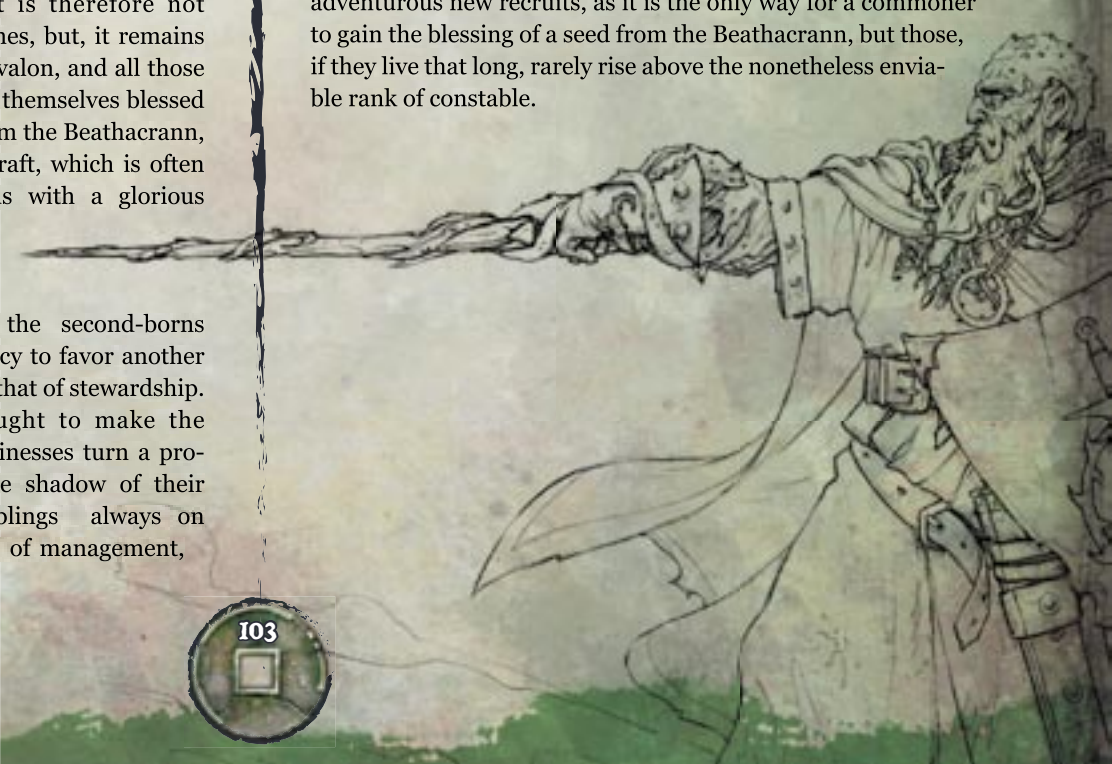 t is therefore not
nes, but, it remains
valon, and all those
themselves blessed
m the Beathacrann,
raft, which is often
s with a glorious
the second-borns
cy to favor another
that of stewardship.
ught to make the
inesses turn a pro-
e shadow of their
blings always on
of management,
adventurous new recruits, as it is the only way for a commoner
to gain the blessing of a seed from the Beathacrann, but those,
if they live that long, rarely rise above the nonetheless envia-
ble rank of constable.
103